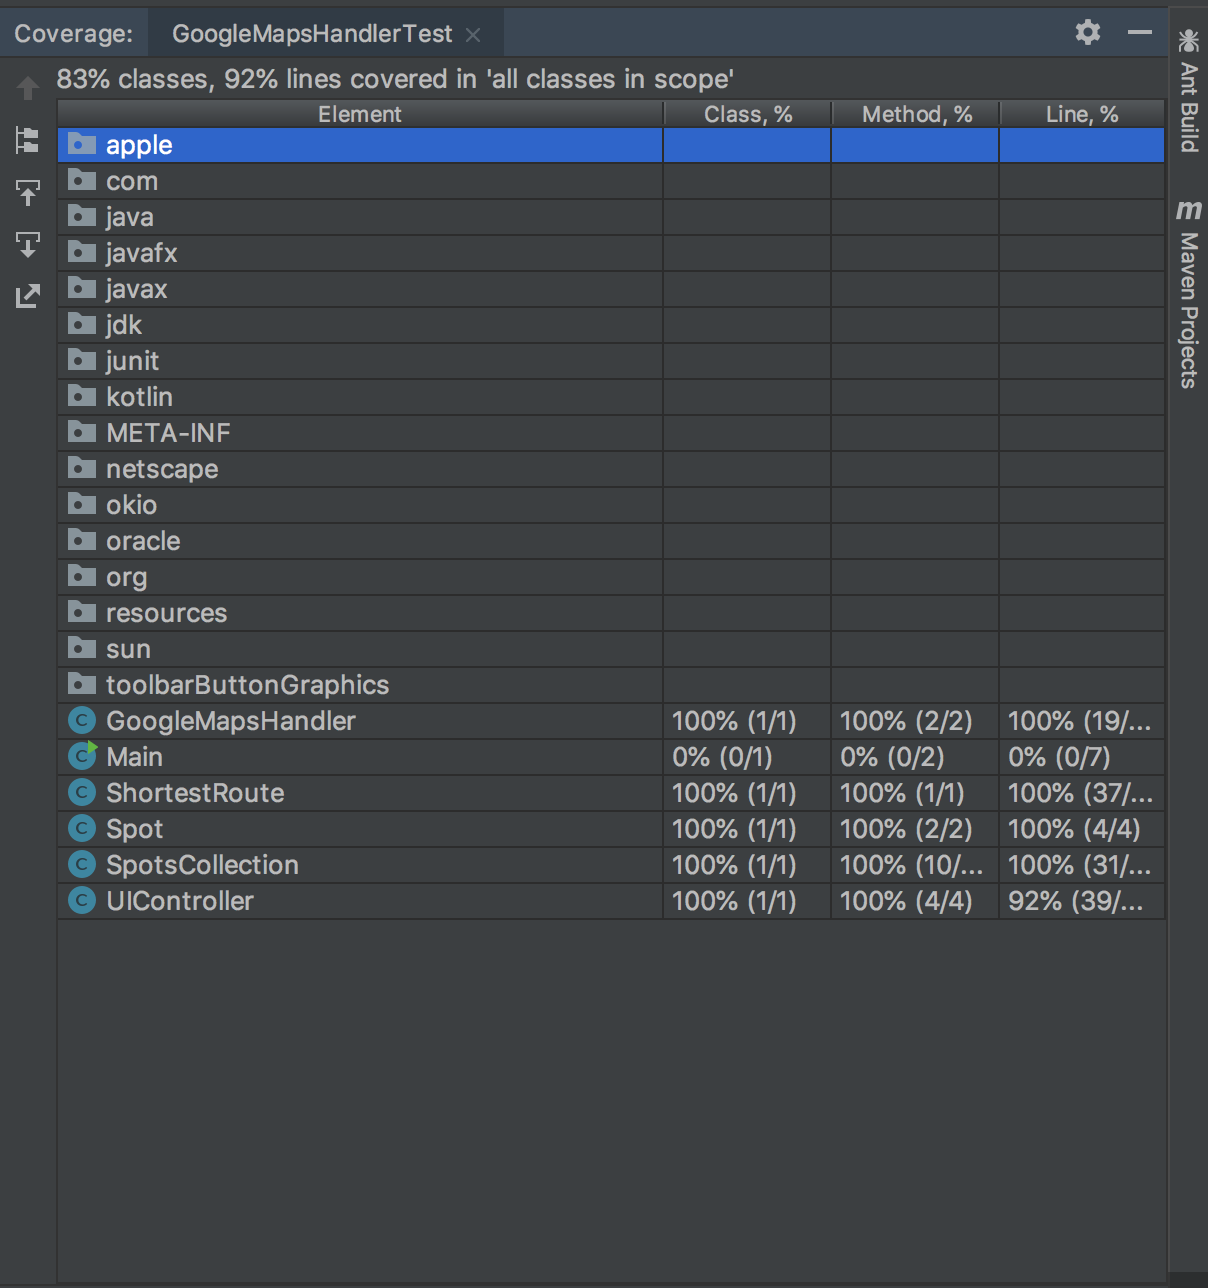 Coverage: GoogleMapsHandlerTest
83% classes, 92% lines covered in 'all classes in scope'
Element Class, % Method, % Line, %
apple
com
java
javafx
javax
jdk
junit
kotlin
META-INF
netscape
okio
oracle
org
resources
sun
toolbarButtonGraphics
GoogleMapsHandler 100% (1/1) 100% (2/2) 100% (19/...
Main 0% (0/1) 0% (0/2) 0% (0/7)
ShortestRoute 100% (1/1) 100% (1/1) 100% (37/...
Spot 100% (1/1) 100% (2/2) 100% (4/4)
SpotsCollection 100% (1/1) 100% (10/... 100% (31/...
UIController 100% (1/1) 100% (4/4) 92% (39/...
Ant Build
m Maven Projects